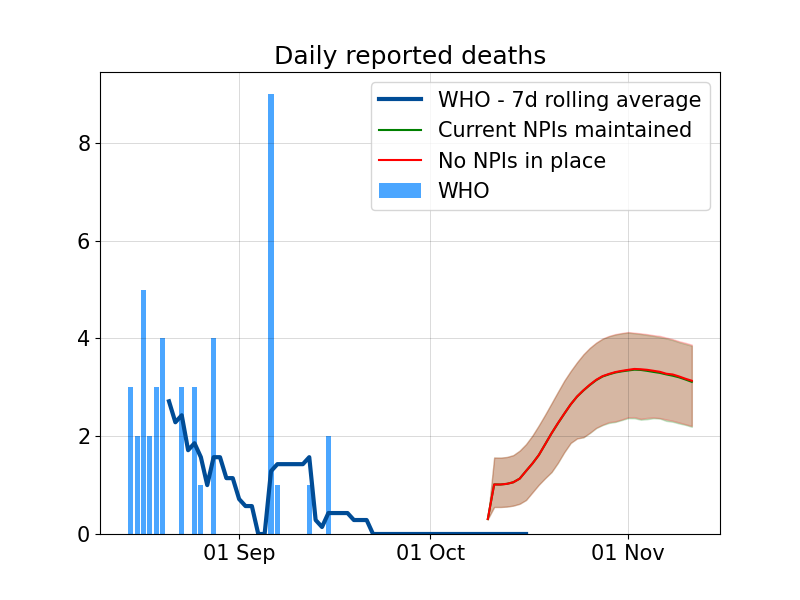 Daily reported deaths
WHO - 7d rolling average
Current NPIs maintained
No NPIs in place
WHO
8
6
4
2
0
01 Sep
01 Oct
01 Nov